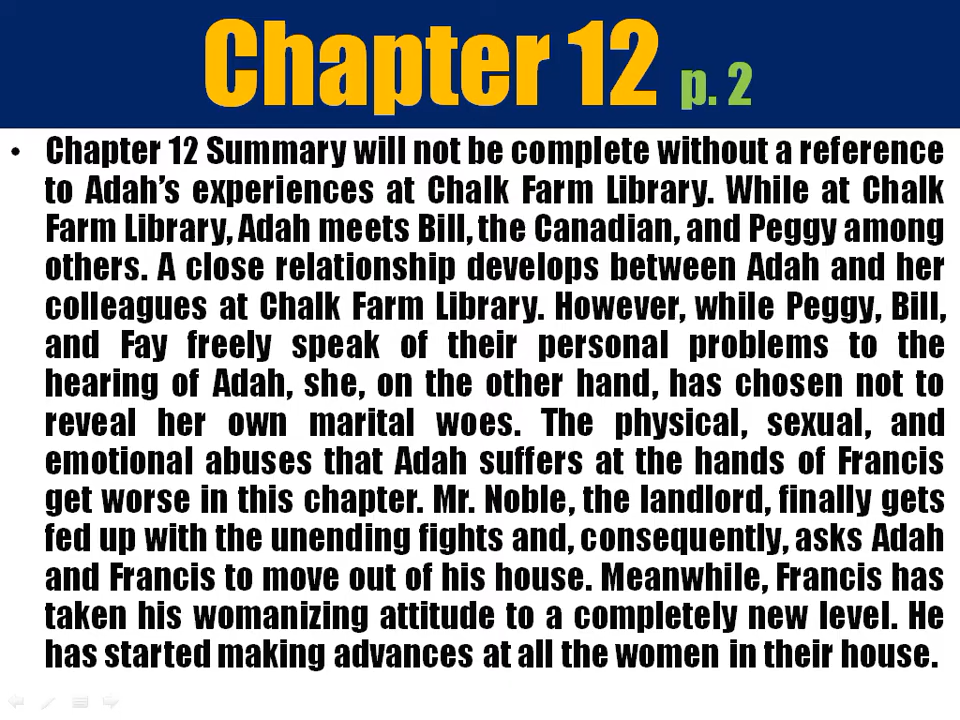 Chapter 12 p. 2
• Chapter 12 Summary will not be complete without a reference
to Adah’s experiences at Chalk Farm Library. While at Chalk
Farm Library, Adah meets Bill, the Canadian, and Peggy among
others. A close relationship develops between Adah and her
colleagues at Chalk Farm Library. However, while Peggy, Bill,
and Fay freely speak of their personal problems to the
hearing of Adah, she, on the other hand, has chosen not to
reveal her own marital woes. The physical, sexual, and
emotional abuses that Adah suffers at the hands of Francis
get worse in this chapter. Mr. Noble, the landlord, finally gets
fed up with the unending fights and, consequently, asks Adah
and Francis to move out of his house. Meanwhile, Francis has
taken his womanizing attitude to a completely new level. He
has started making advances at all the women in their house.